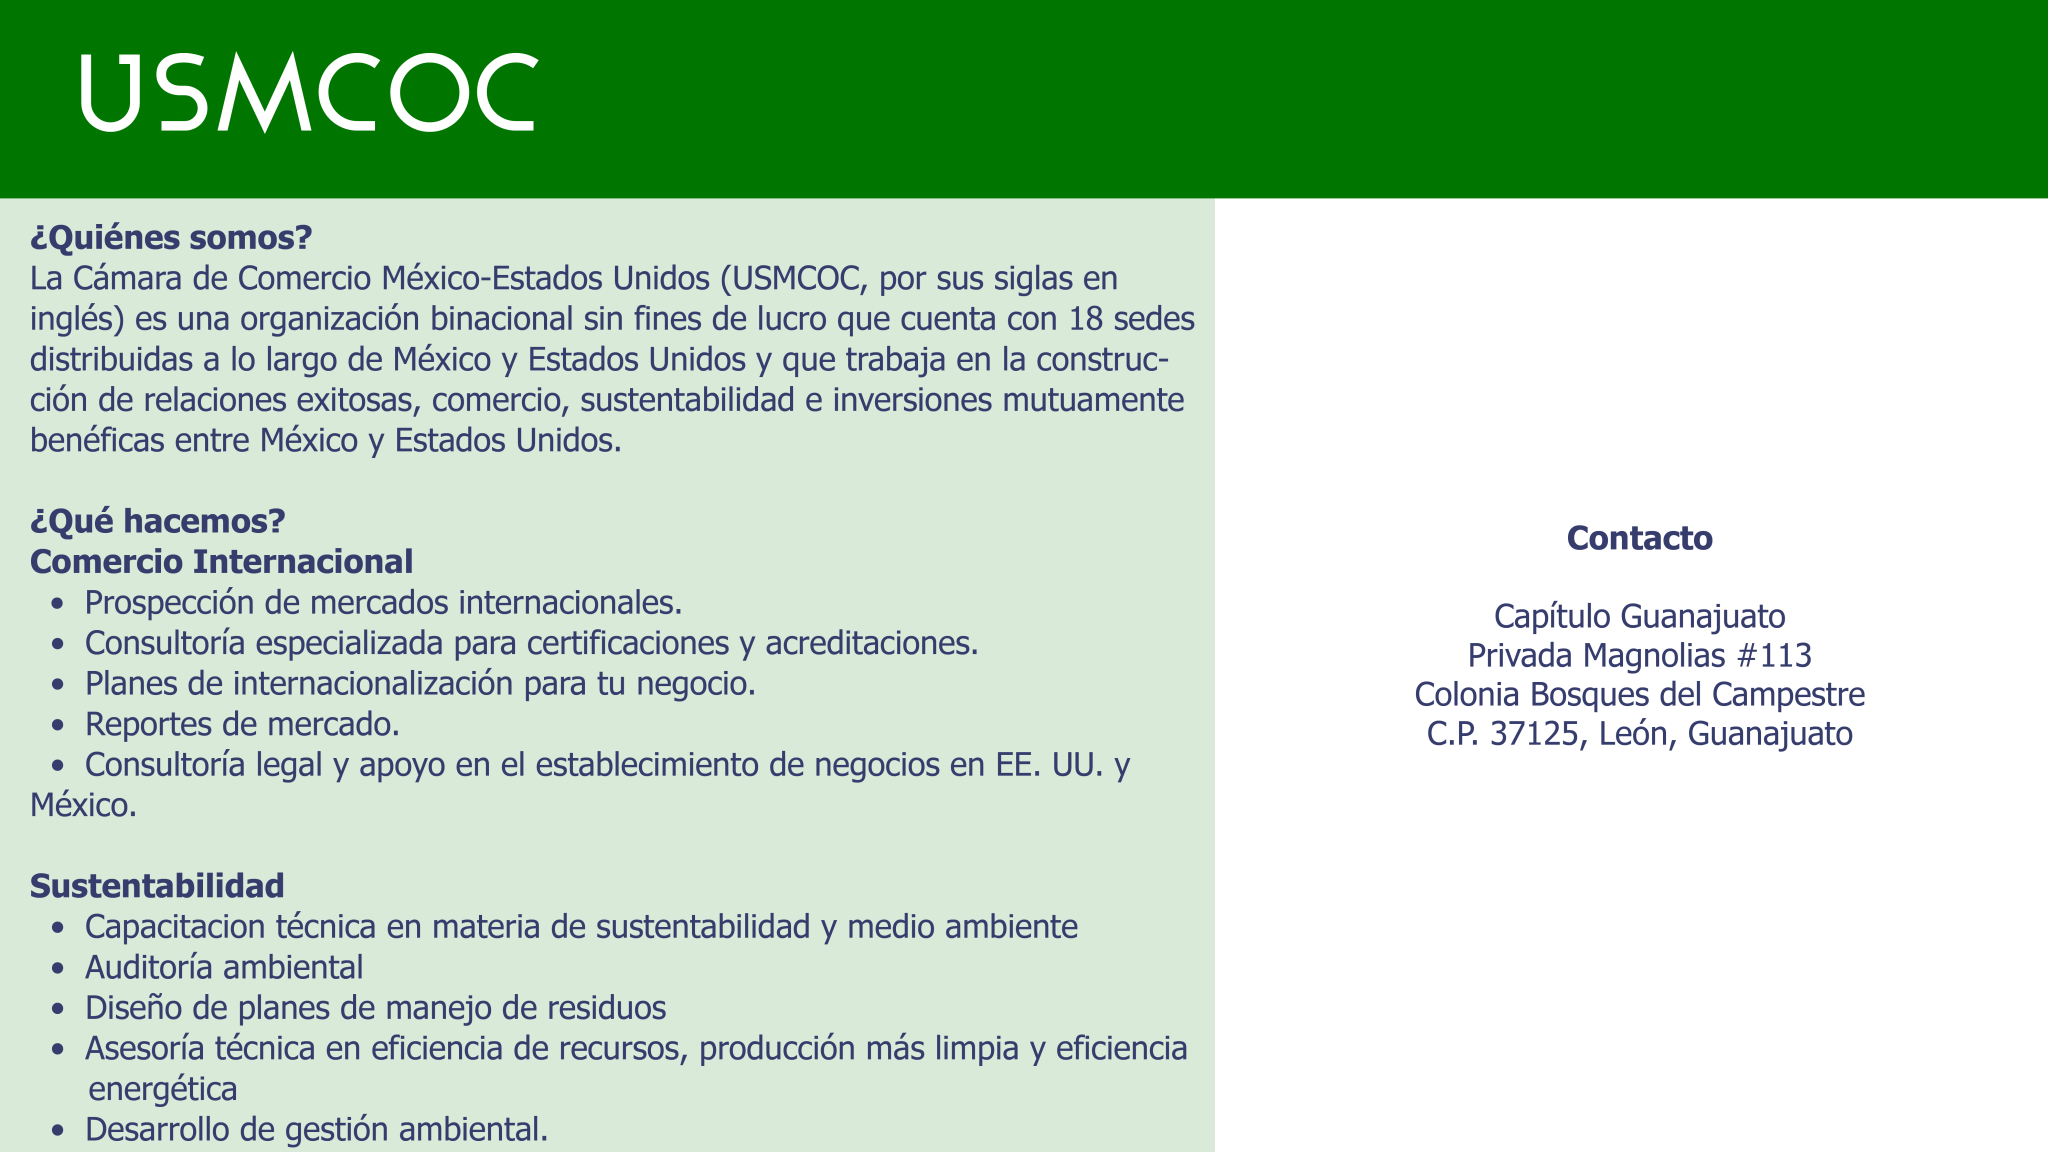 USMCOC
¿Quiénes somos?
La Cámara de Comercio México-Estados Unidos (USMCOC, por sus siglas en
inglés) es una organización binacional sin fines de lucro que cuenta con 18 sedes
distribuidas a lo largo de México y Estados Unidos y que trabaja en la construc-
ción de relaciones exitosas, comercio, sustentabilidad e inversiones mutuamente
benéficas entre México y Estados Unidos.
¿Qué hacemos?
Comercio Internacional
• Prospección de mercados internacionales.
• Consultoría especializada para certificaciones y acreditaciones.
• Planes de internacionalización para tu negocio.
• Reportes de mercado.
• Consultoría legal y apoyo en el establecimiento de negocios en EE. UU. y
México.
Sustentabilidad
• Capacitacion técnica en materia de sustentabilidad y medio ambiente
• Auditoría ambiental
• Diseño de planes de manejo de residuos
• Asesoría técnica en eficiencia de recursos, producción más limpia y eficiencia
energética
• Desarrollo de gestión ambiental.
Contacto
Capítulo Guanajuato
Privada Magnolias #113
Colonia Bosques del Campestre
C.P. 37125, León, Guanajuato